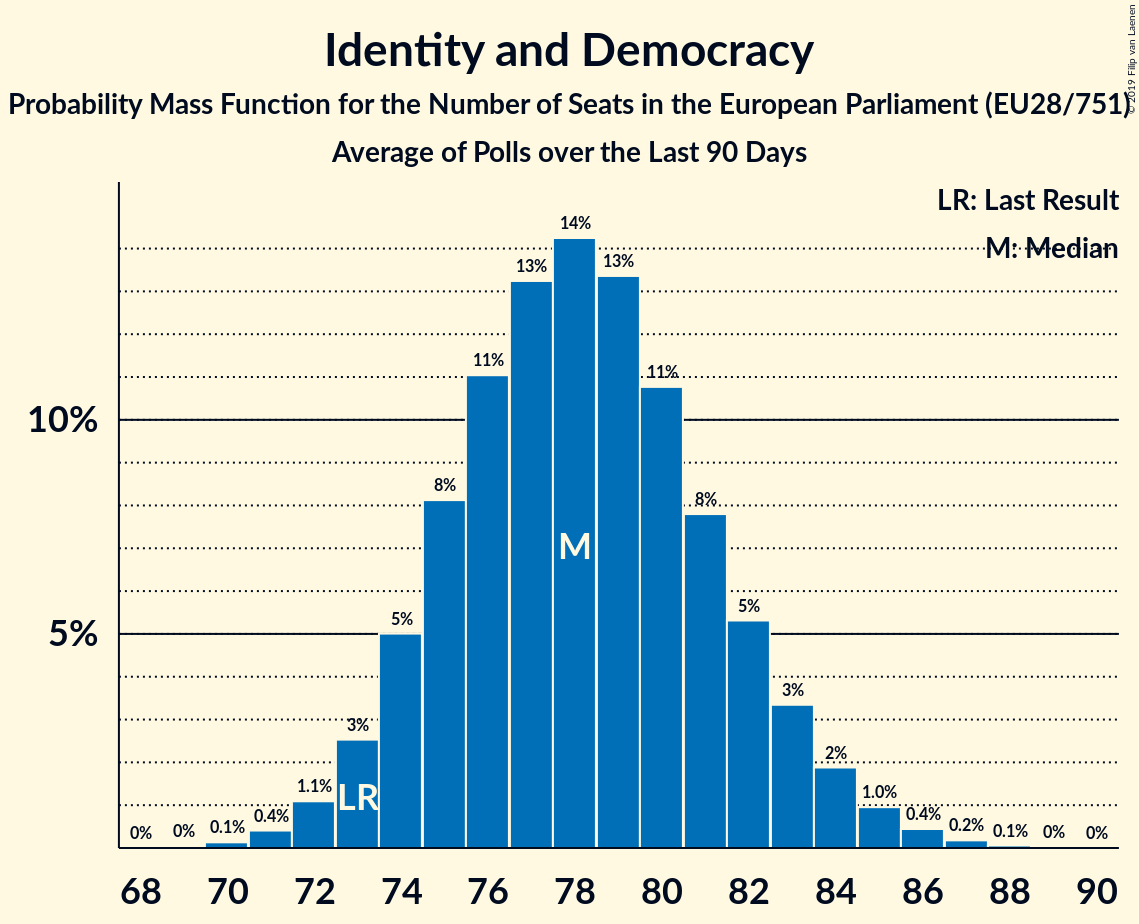 Identity and Democracy
Probability Mass Function for the Number of Seats in the European Parliament (EU28/751)
Average of Polls over the Last 90 Days
© 2019 Filip van Laenen
LR: Last Result
M: Median
14%
13%
13%
11%
11%
10%
8%
8%
M
5%
5%
5%
3%
3%
2%
1.1%
LR
1.0%
0%
0%
0.1%
0.4%
0.4%
0.2%
0.1%
0%
0%
68 70 72 74 76 78 80 82 84 86 88 90